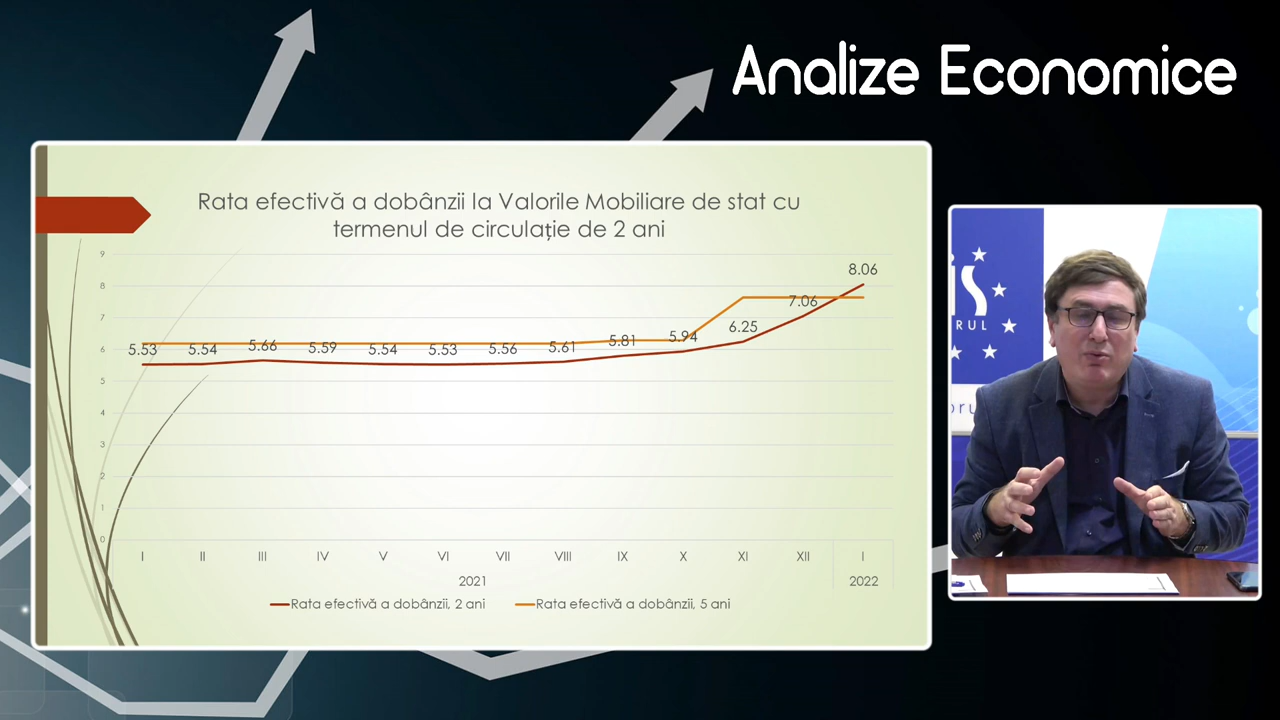 Analize Economice
Rata efectivă a dobânzii la Valorile Mobiliare de stat cu
termenul de circulație de 2 ani
9
8
7
6
5
4
3
2
1
0
5.53 5.54 5.66 5.59 5.54 5.53 5.56 5.61 5.81 5.94 6.25 7.06 8.06
I II III IV V VI VII VIII IX X XI XII I
2021 2022
Rata efectivă a dobânzii, 2 ani Rata efectivă a dobânzii, 5 ani